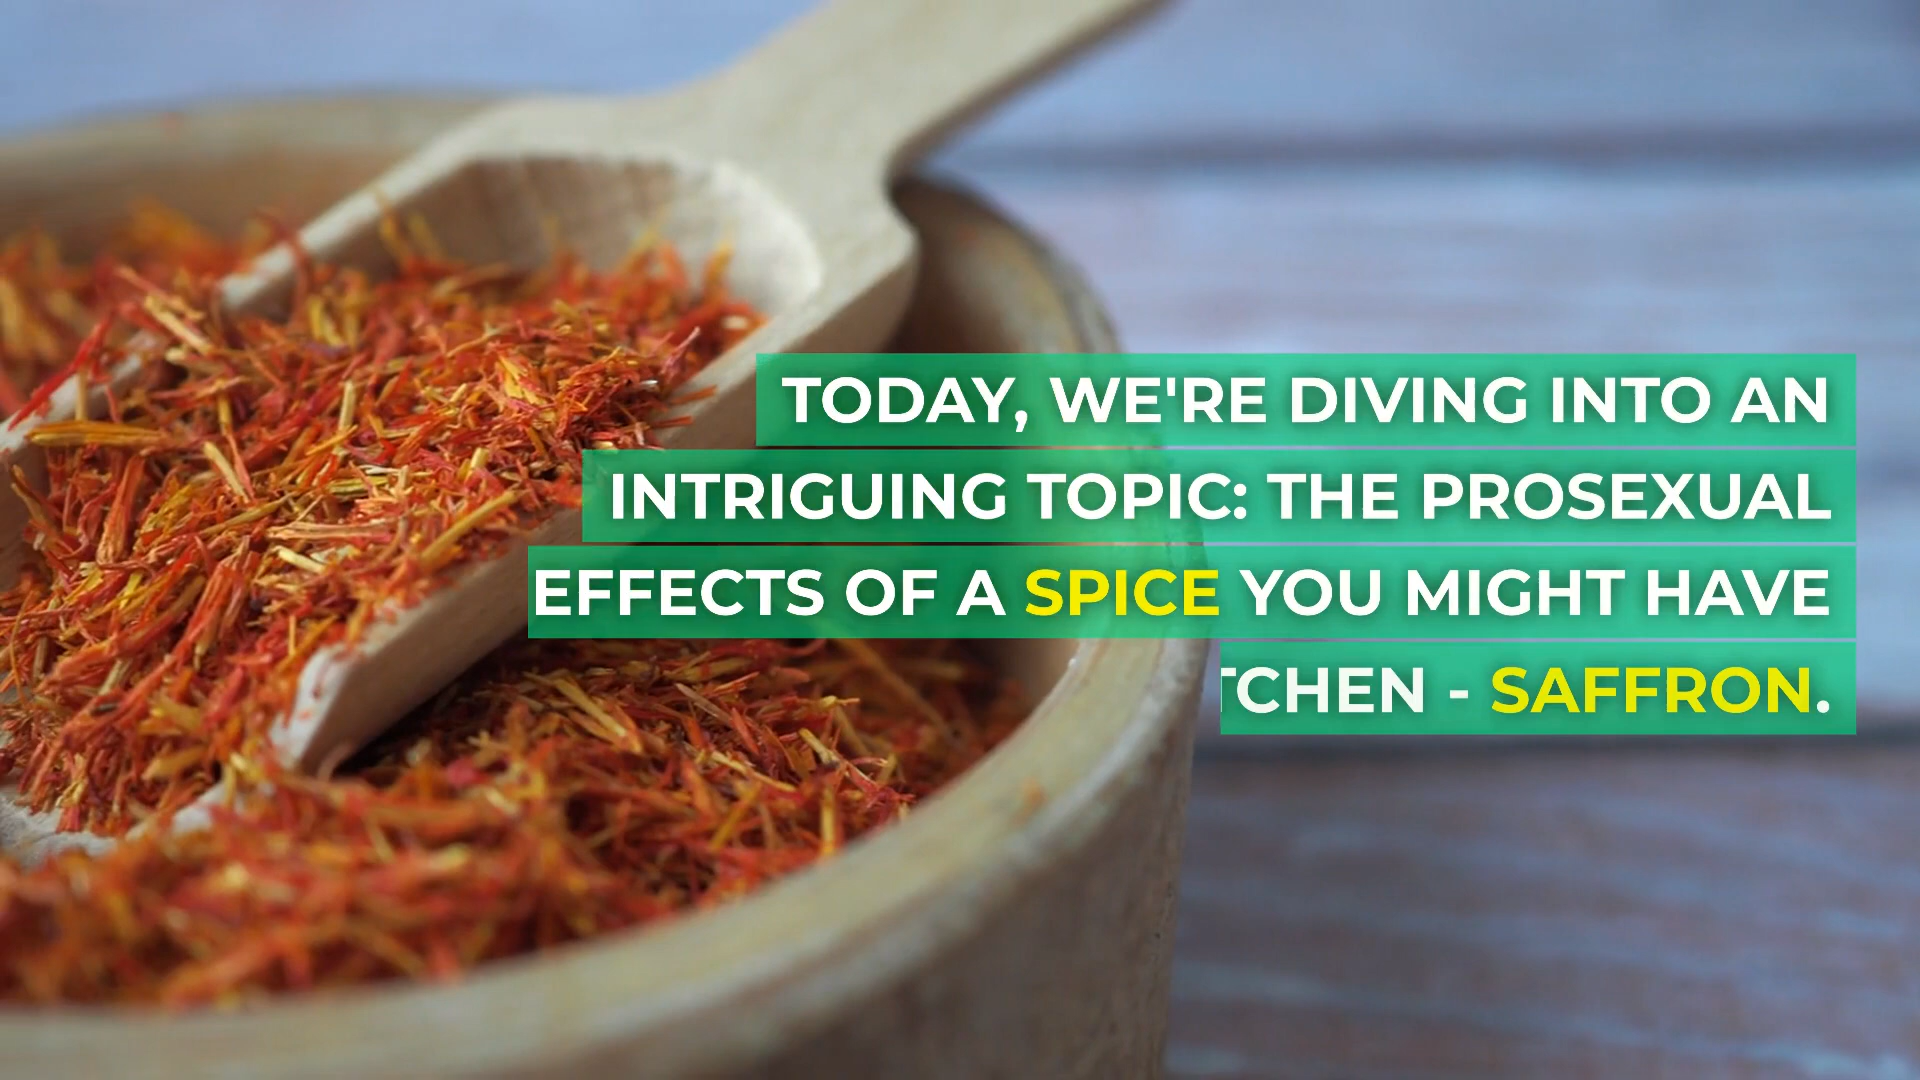 TODAY, WE'RE DIVING INTO AN
INTRIGUING TOPIC: THE PROSEXUAL
EFFECTS OF A SPICE YOU MIGHT HAVE
TCHEN - SAFFRON.